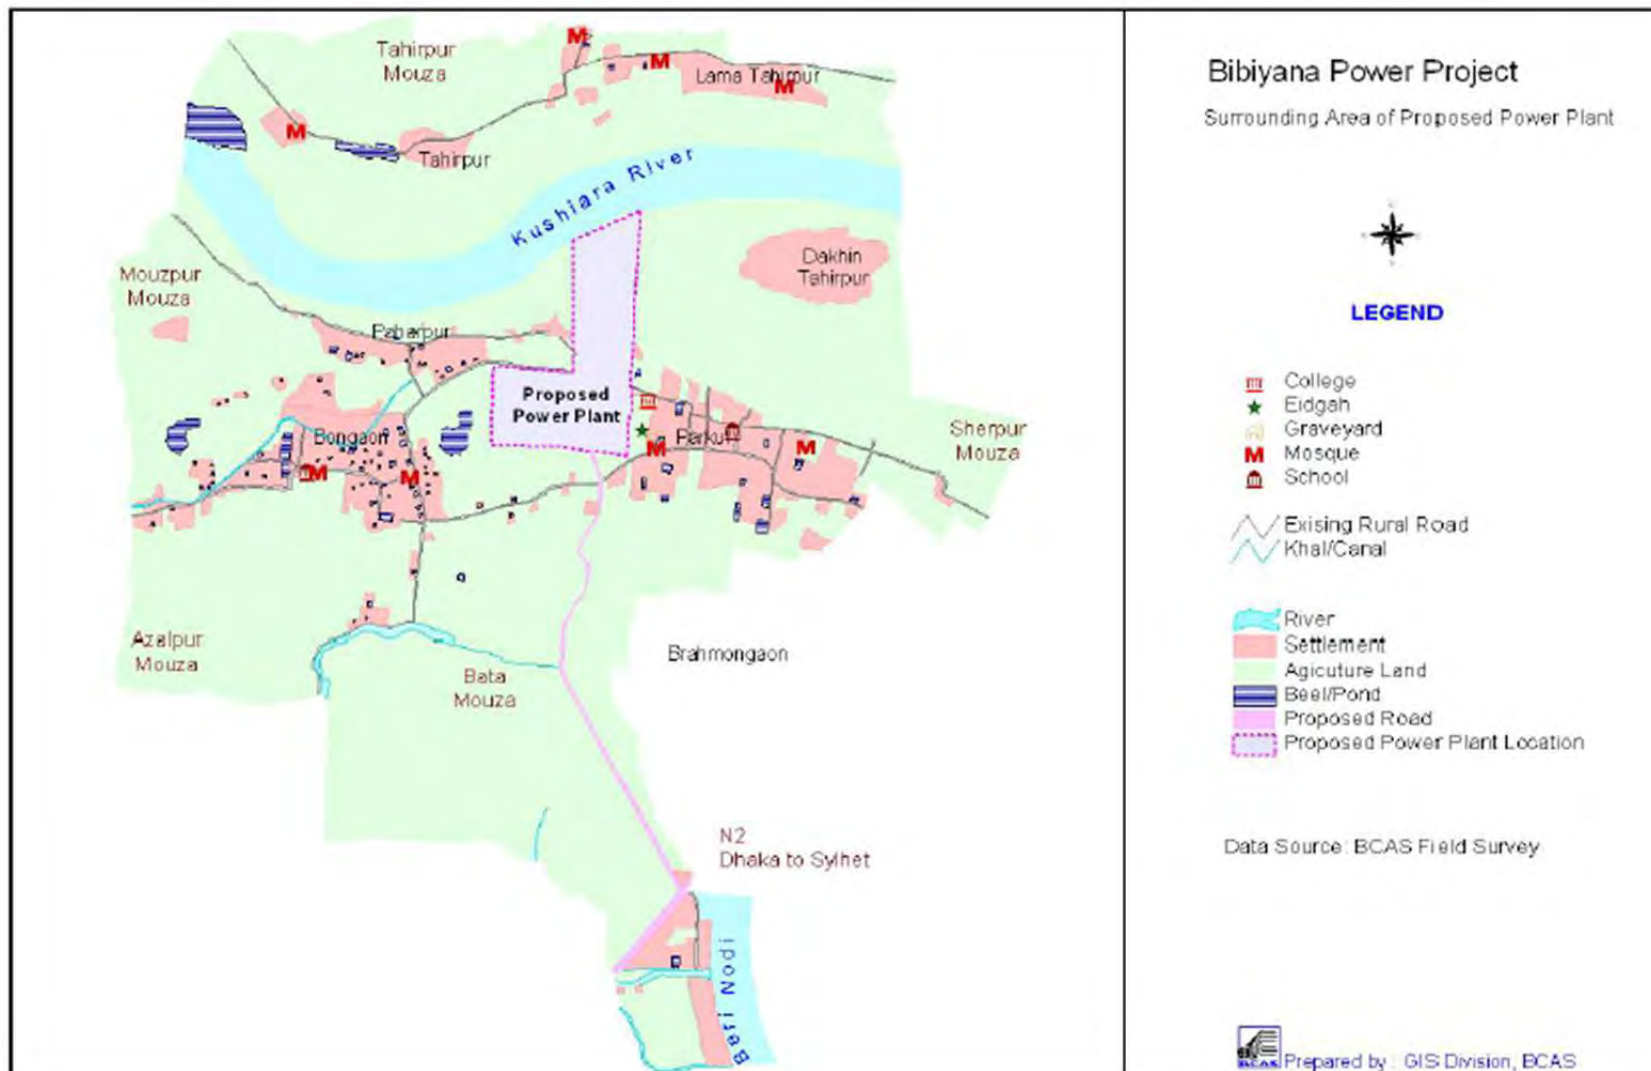 Tahirpur
Mouza
M
M
Lama Tahirpur
M
M
Tahirpur
Kushiara River
Dakhin
Tahirpur
Mouzpur
Mouza
Paharpur
Proposed
Power Plant
Bongaon
Parkul
M
M
M
M
Sherpur
Mouza
Azalpur
Mouza
Bata
Mouza
Brahmongaon
N2
Dhaka to Sylhet
Beri Nodi
Bibiyana Power Project
Surrounding Area of Proposed Power Plant
LEGEND
College
Eidgah
Graveyard
M Mosque
School
Exising Rural Road
Khal/Canal
River
Settlement
Agicuture Land
Beel/Pond
Proposed Road
Proposed Power Plant Location
Data Source: BCAS Field Survey
BCAS
Prepared by : GIS Division, BCAS